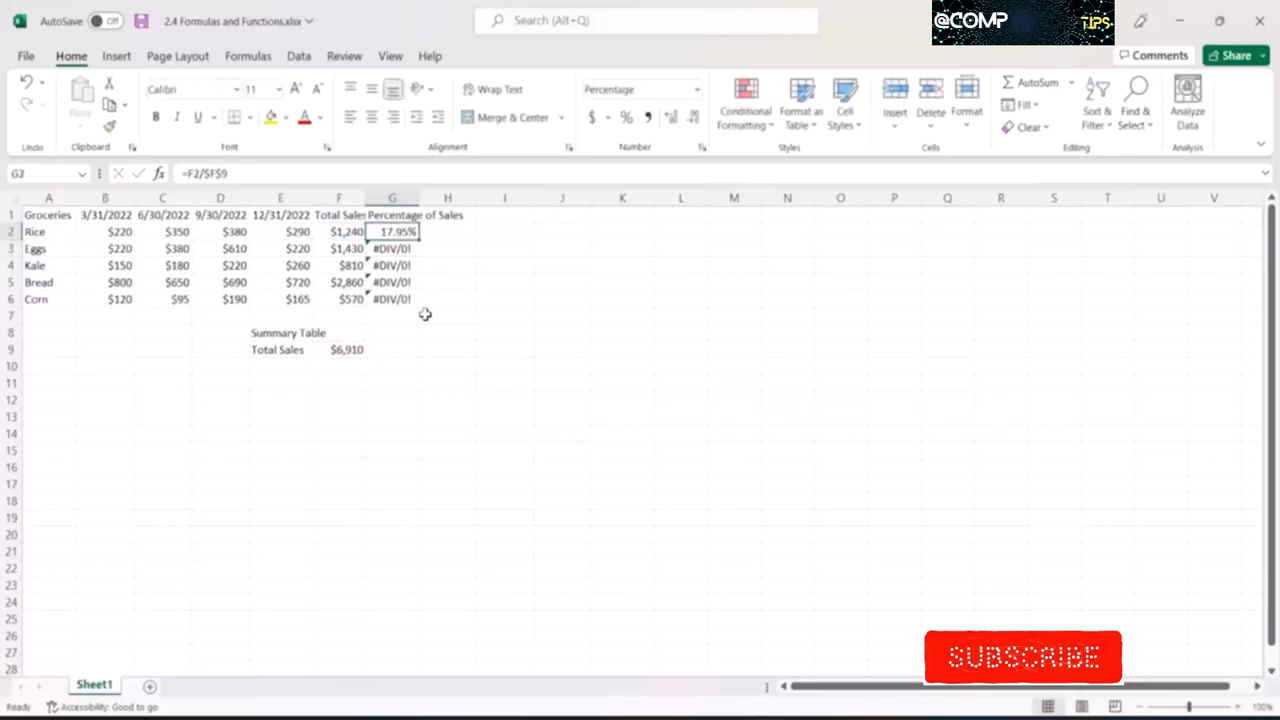 AutoSave Off 2.4 Formulas and Functions.xlsx Search (Alt+Q) @COMP TIPS
File Home Insert Page Layout Formulas Data Review View Help Comments Share
Paste Calibri 11 Wrap Text Percentage Conditional Formatting Format as Table Cell Styles Insert Delete Format AutoSum Sort & Filter Find & Select Analyze Data
B I U A Merge & Center $ % Fill
Clear
Undo Clipboard Font Alignment Number Styles Cells Editing Analysis
G2 fx =F2/$F$9
A B C D E F G H I J K L M N O P Q R S T U V
1 Groceries 3/31/2022 6/30/2022 9/30/2022 12/31/2022 Total Sales Percentage of Sales
2 Rice $220 $350 $380 $290 $1,240 17.95%
3 Eggs $220 $380 $610 $220 $1,430 #DIV/0!
4 Kale $150 $180 $220 $260 $810 #DIV/0!
5 Bread $800 $650 $690 $720 $2,860 #DIV/0!
6 Corn $120 $95 $190 $165 $570 #DIV/0!
7
8 Summary Table
9 Total Sales $6,910
10
11
12
13
14
15
16
17
18
19
20
21
22
23
24
25
26
27
28
SUBSCRIBE
Sheet1
Ready Accessibility: Good to go 100%